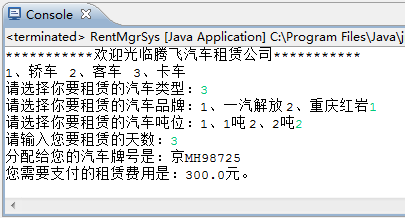 Console
<terminated> RentMgrSys [Java Application] C:\Program Files\Java\j
***********欢迎光临腾飞汽车租赁公司***********
1、轿车 2、客车 3、卡车
请选择你要租赁的汽车类型：3
请选择你要租赁的汽车品牌：1、一汽解放 2、重庆红岩1
请选择你要租赁的汽车吨位：1、1吨 2、2吨2
请输入您要租赁的天数：3
分配给您的汽车牌号是：京MH98725
您需要支付的租赁费用是：300.0元。